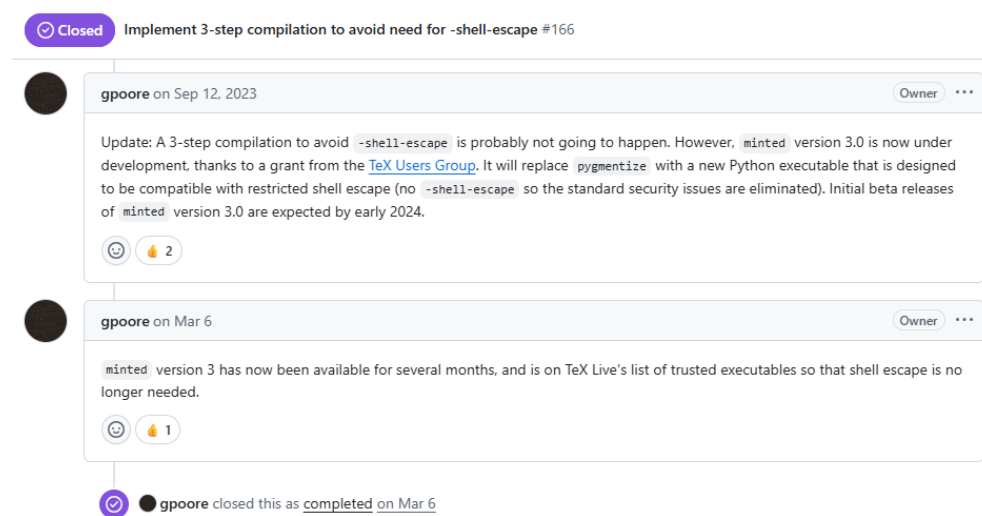 Closed Implement 3-step compilation to avoid need for -shell-escape #166
gpoore on Sep 12, 2023 Owner ...
Update: A 3-step compilation to avoid -shell-escape is probably not going to happen. However, minted version 3.0 is now under
development, thanks to a grant from the TeX Users Group. It will replace pygmentize with a new Python executable that is designed
to be compatible with restricted shell escape (no -shell-escape so the standard security issues are eliminated). Initial beta releases
of minted version 3.0 are expected by early 2024.
👍 2
gpoore on Mar 6 Owner ...
minted version 3 has now been available for several months, and is on TeX Live's list of trusted executables so that shell escape is no
longer needed.
👍 1
gpoore closed this as completed on Mar 6